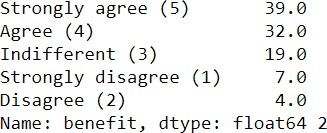 Strongly agree (5) 39.0
Agree (4) 32.0
Indifferent (3) 19.0
Strongly disagree (1) 7.0
Disagree (2) 4.0
Name: benefit, dtype: float64 2